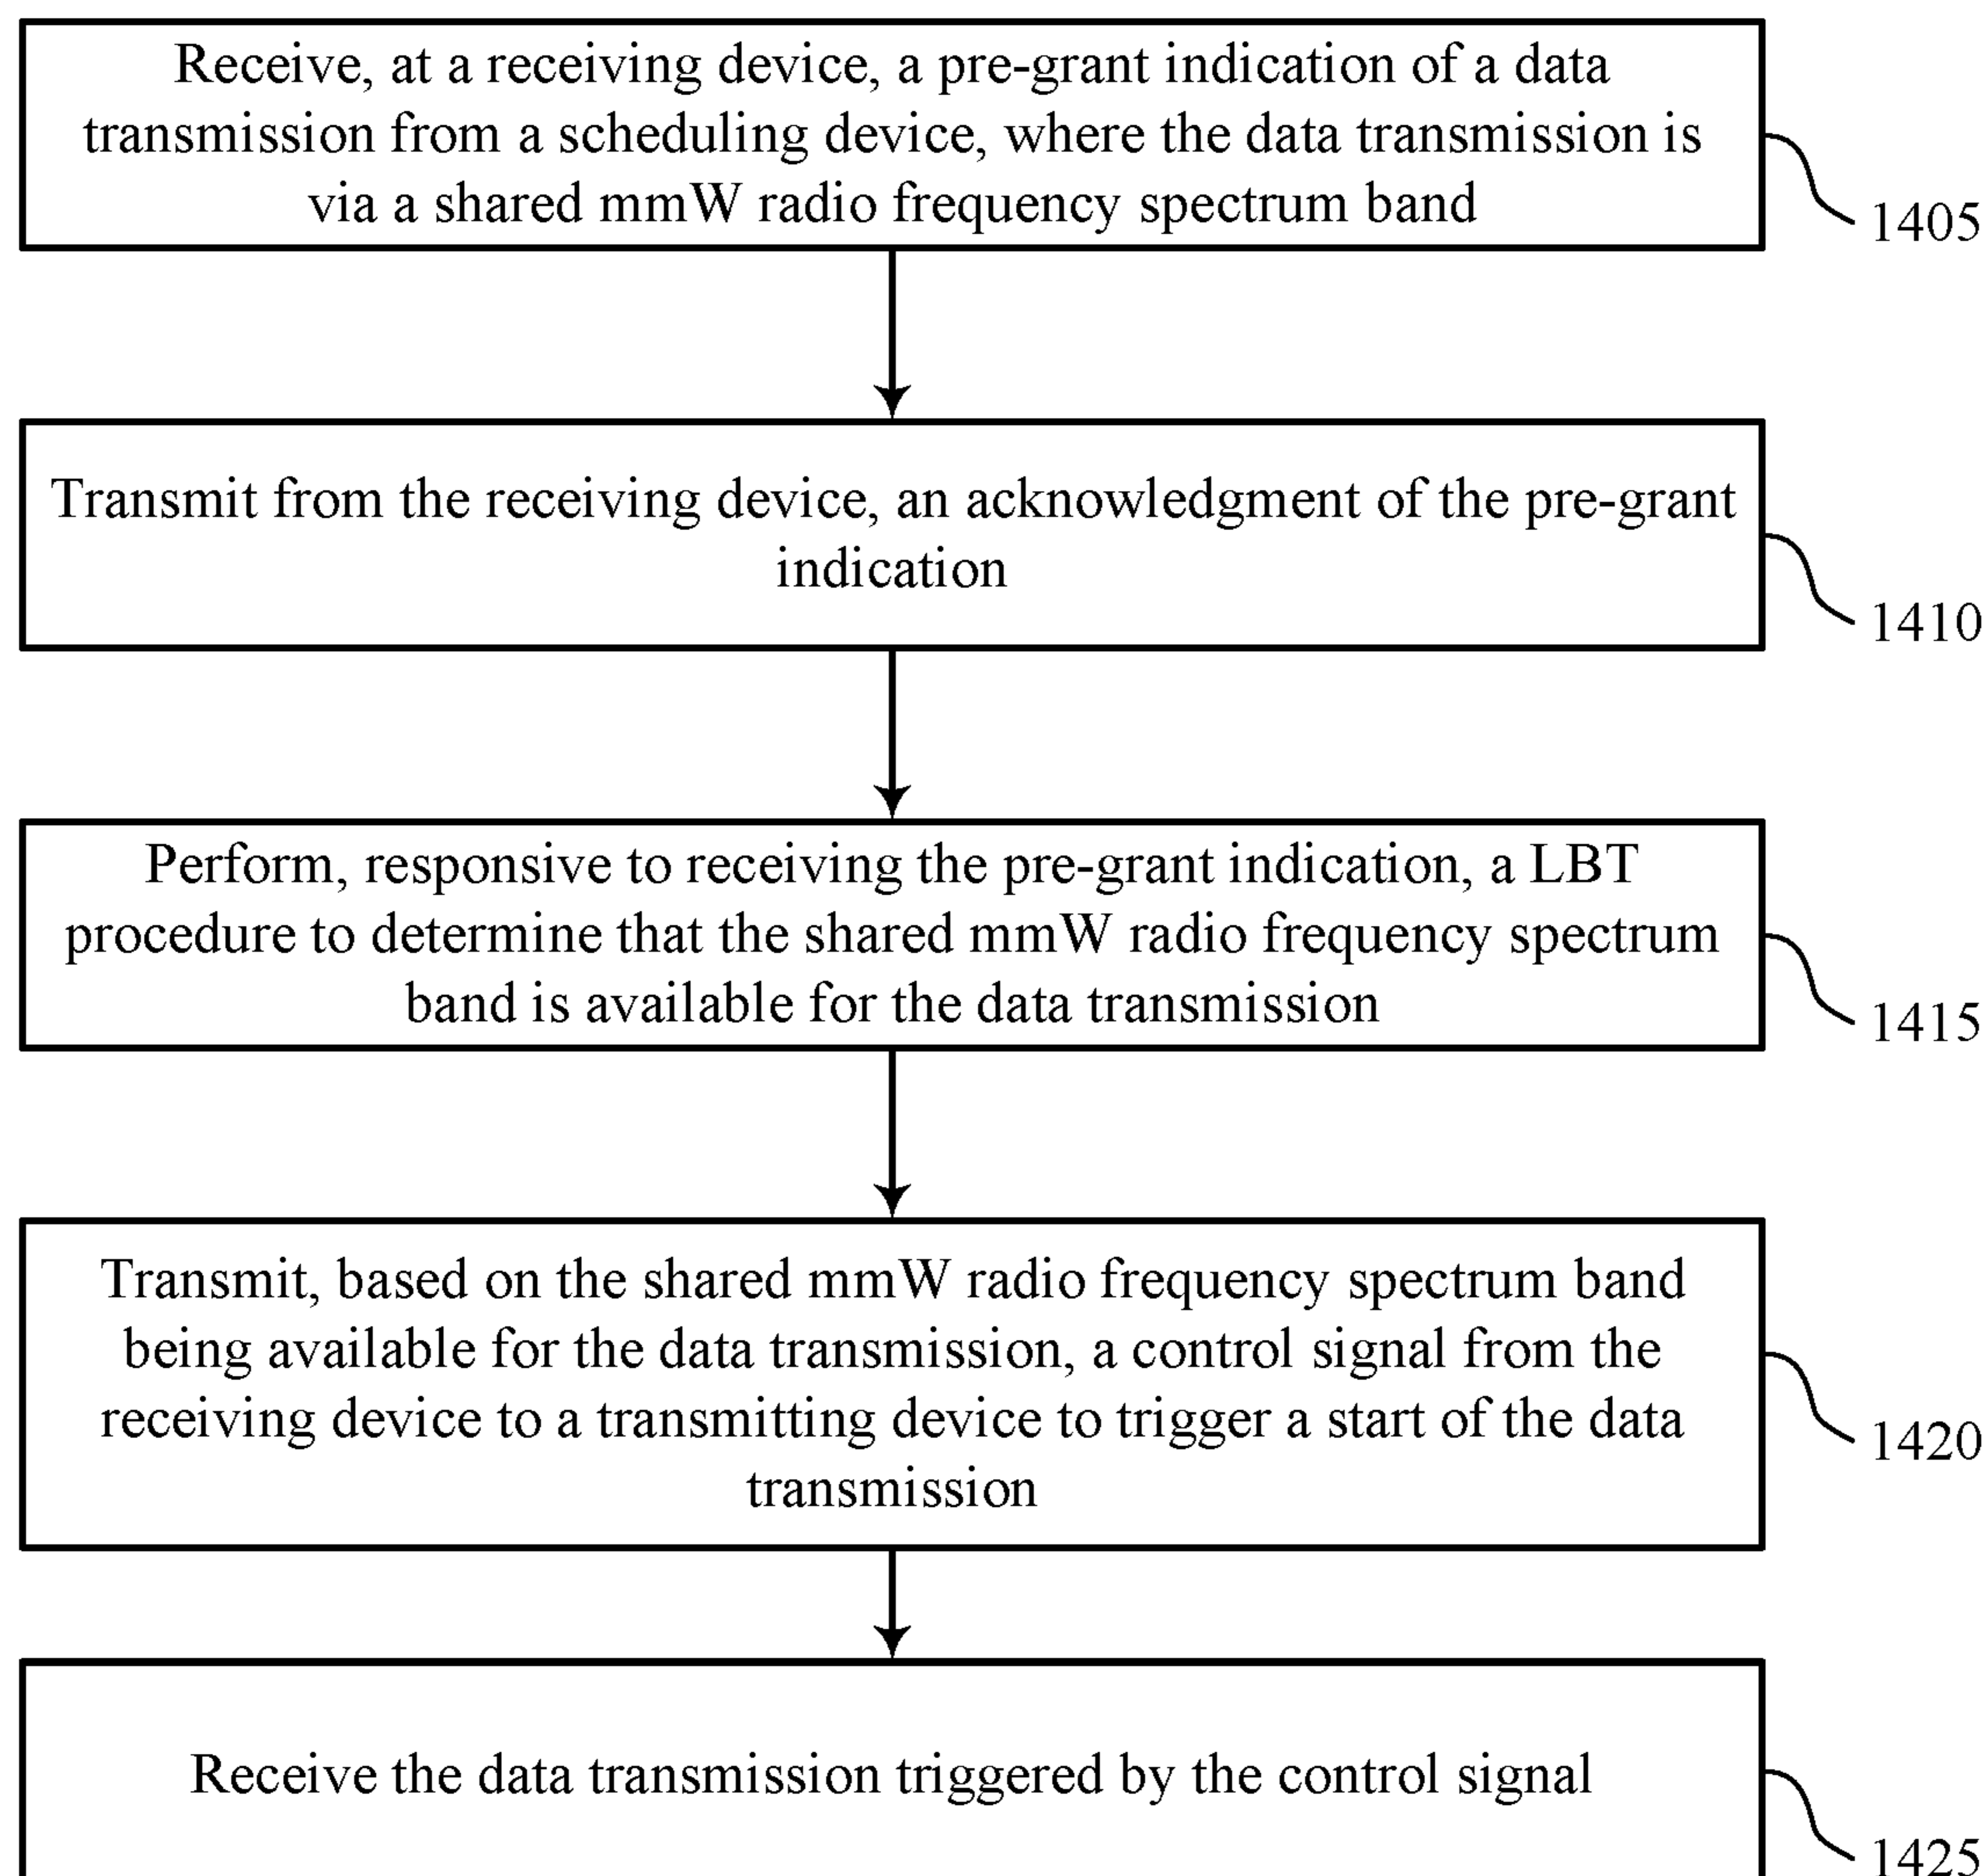 Receive, at a receiving device, a pre-grant indication of a data
transmission from a scheduling device, where the data transmission is
via a shared mmW radio frequency spectrum band
1405
Transmit from the receiving device, an acknowledgment of the pre-grant
indication
1410
Perform, responsive to receiving the pre-grant indication, a LBT
procedure to determine that the shared mmW radio frequency spectrum
band is available for the data transmission
1415
Transmit, based on the shared mmW radio frequency spectrum band
being available for the data transmission, a control signal from the
receiving device to a transmitting device to trigger a start of the data
transmission
1420
Receive the data transmission triggered by the control signal
1425